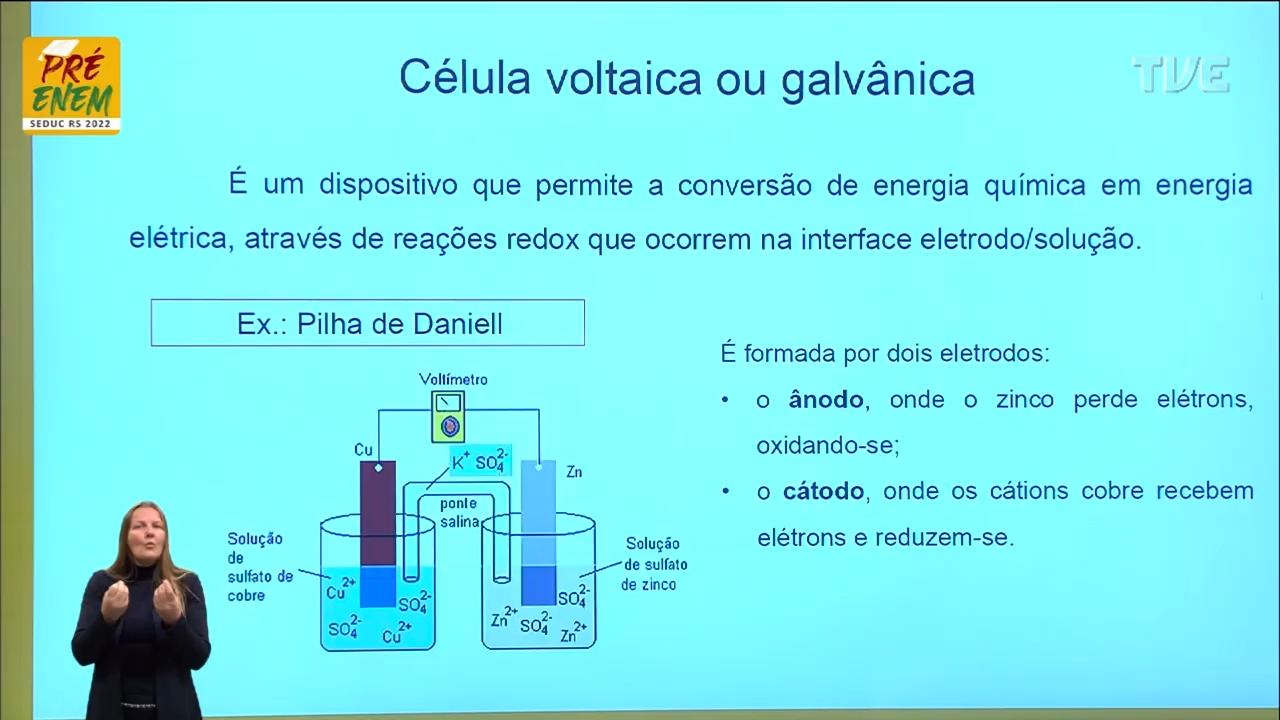 PRÉ
ENEM
SEDUC RS 2022
TVE
Célula voltaica ou galvânica
É um dispositivo que permite a conversão de energia química em energia
elétrica, através de reações redox que ocorrem na interface eletrodo/solução.
Ex.: Pilha de Daniell
É formada por dois eletrodos:
• o ânodo, onde o zinco perde elétrons,
oxidando-se;
• o cátodo, onde os cátions cobre recebem
elétrons e reduzem-se.
Voltímetro
Cu
K⁺ SO₄²⁻
Zn
ponte
salina
Solução
de
sulfato de
cobre
Solução
de sulfato
de zinco
Cu²⁺
SO₄²⁻
SO₄²⁻
Cu²⁺
SO₄²⁻
Zn²⁺
SO₄²⁻
Zn²⁺